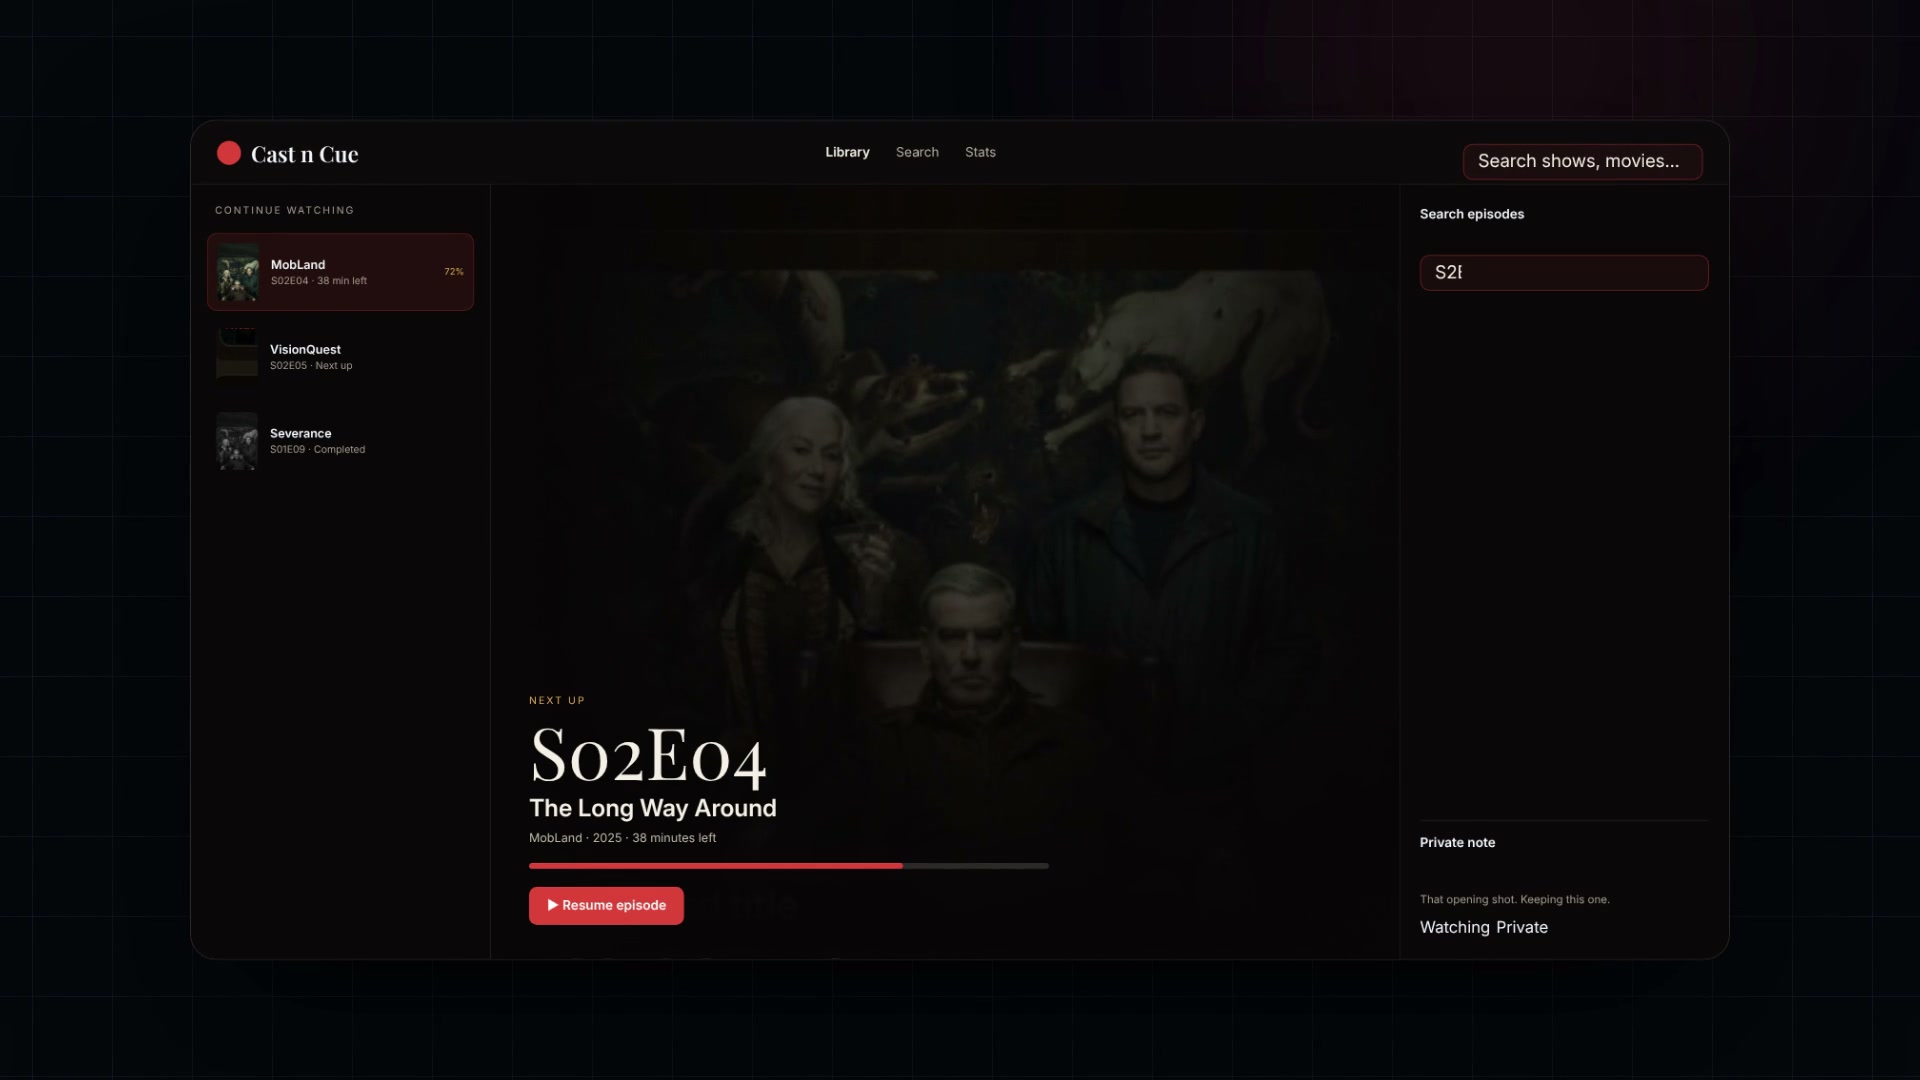 Cast n Cue
Library
Search
Stats
Search shows, movies...
CONTINUE WATCHING
MobLand
S02E04 · 38 min left
72%
VisionQuest
S02E05 · Next up
Severance
S01E09 · Completed
NEXT UP
S02E04
The Long Way Around
MobLand · 2025 · 38 minutes left
▶ Resume episode
Search episodes
S2E
Private note
That opening shot. Keeping this one.
Watching Private